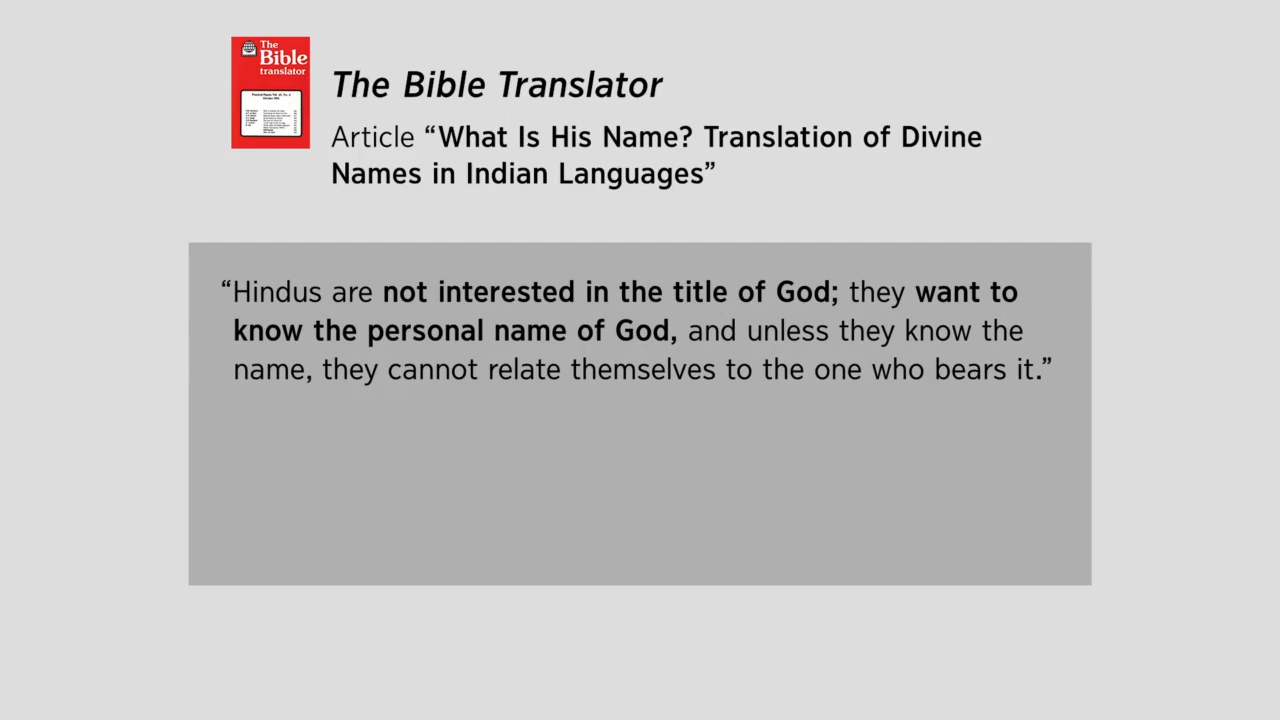 The
Bible
translator
The Bible Translator
Article “What Is His Name? Translation of Divine
Names in Indian Languages”
“Hindus are not interested in the title of God; they want to
know the personal name of God, and unless they know the
name, they cannot relate themselves to the one who bears it.”